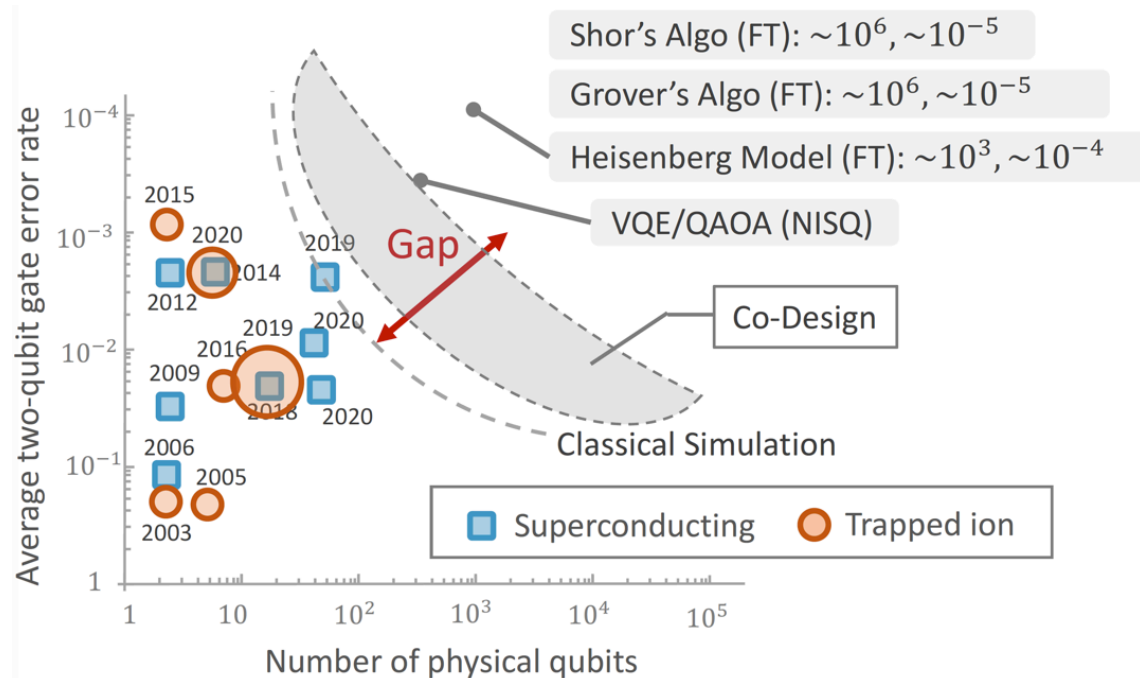 Shor's Algo (FT): ~10⁶, ~10⁻⁵
Grover's Algo (FT): ~10⁶, ~10⁻⁵
Heisenberg Model (FT): ~10³, ~10⁻⁴
VQE/QAOA (NISQ)
Average two-qubit gate error rate
10⁻⁴
10⁻³
10⁻²
10⁻¹
1
2015
2020
2014
2012
2019
Gap
2020
2019
2016
2009
2018
2020
2006
2005
2003
Co-Design
Classical Simulation
Superconducting
Trapped ion
1
10
10²
10³
10⁴
10⁵
Number of physical qubits